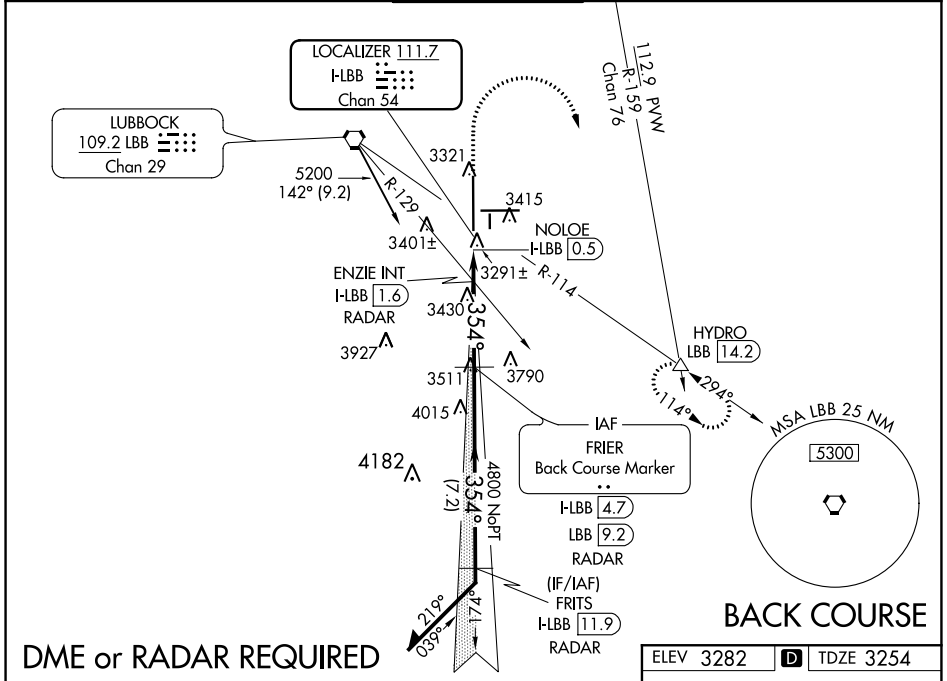 LOCALIZER 111.7
I-LBB
Chan 54
LUBBOCK
109.2 LBB
Chan 29
112.9 PVW
R-159
Chan 76
5200
142° (9.2)
R-129
3321
3415
3401±
NOLOE
I-LBB 0.5
3291±
R-114
ENZIE INT
I-LBB 1.6
RADAR
3430
354°
3927
3511
3790
HYDRO
LBB 14.2
294°
114°
4015
4182
IAF
FRIER
Back Course Marker
I-LBB 4.7
LBB 9.2
RADAR
MSA LBB 25 NM
5300
4800 NoPT
354°
(7.2)
(IF/IAF)
FRITS
I-LBB 11.9
RADAR
219°
039°
174°
BACK COURSE
DME or RADAR REQUIRED
ELEV 3282 D TDZE 3254